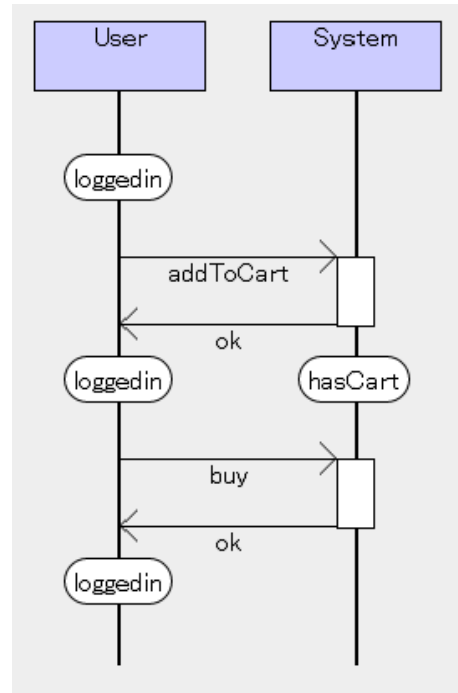 User
System
loggedin
addToCart
ok
loggedin
hasCart
buy
ok
loggedin